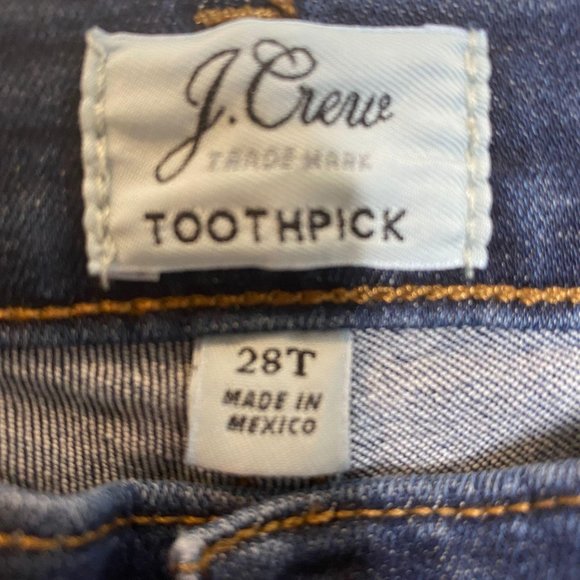 J.Crew
TRADE MARK
TOOTHPICK
28T
MADE IN
MEXICO